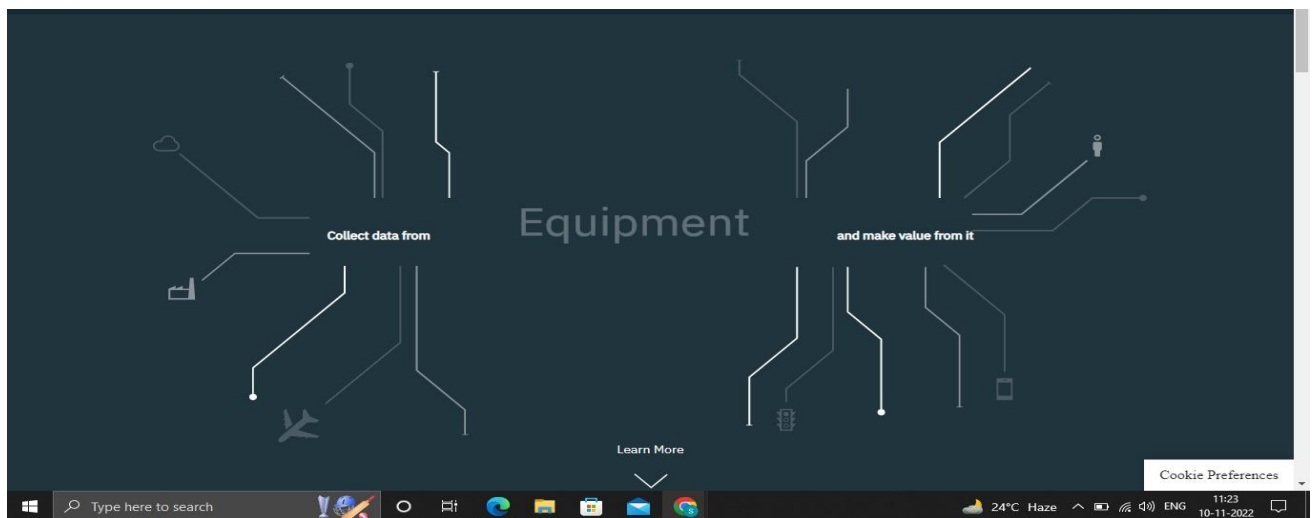 Equipment
Collect data from
and make value from it
Learn More
Cookie Preferences
Type here to search
24°C Haze
ENG
11:23
10-11-2022